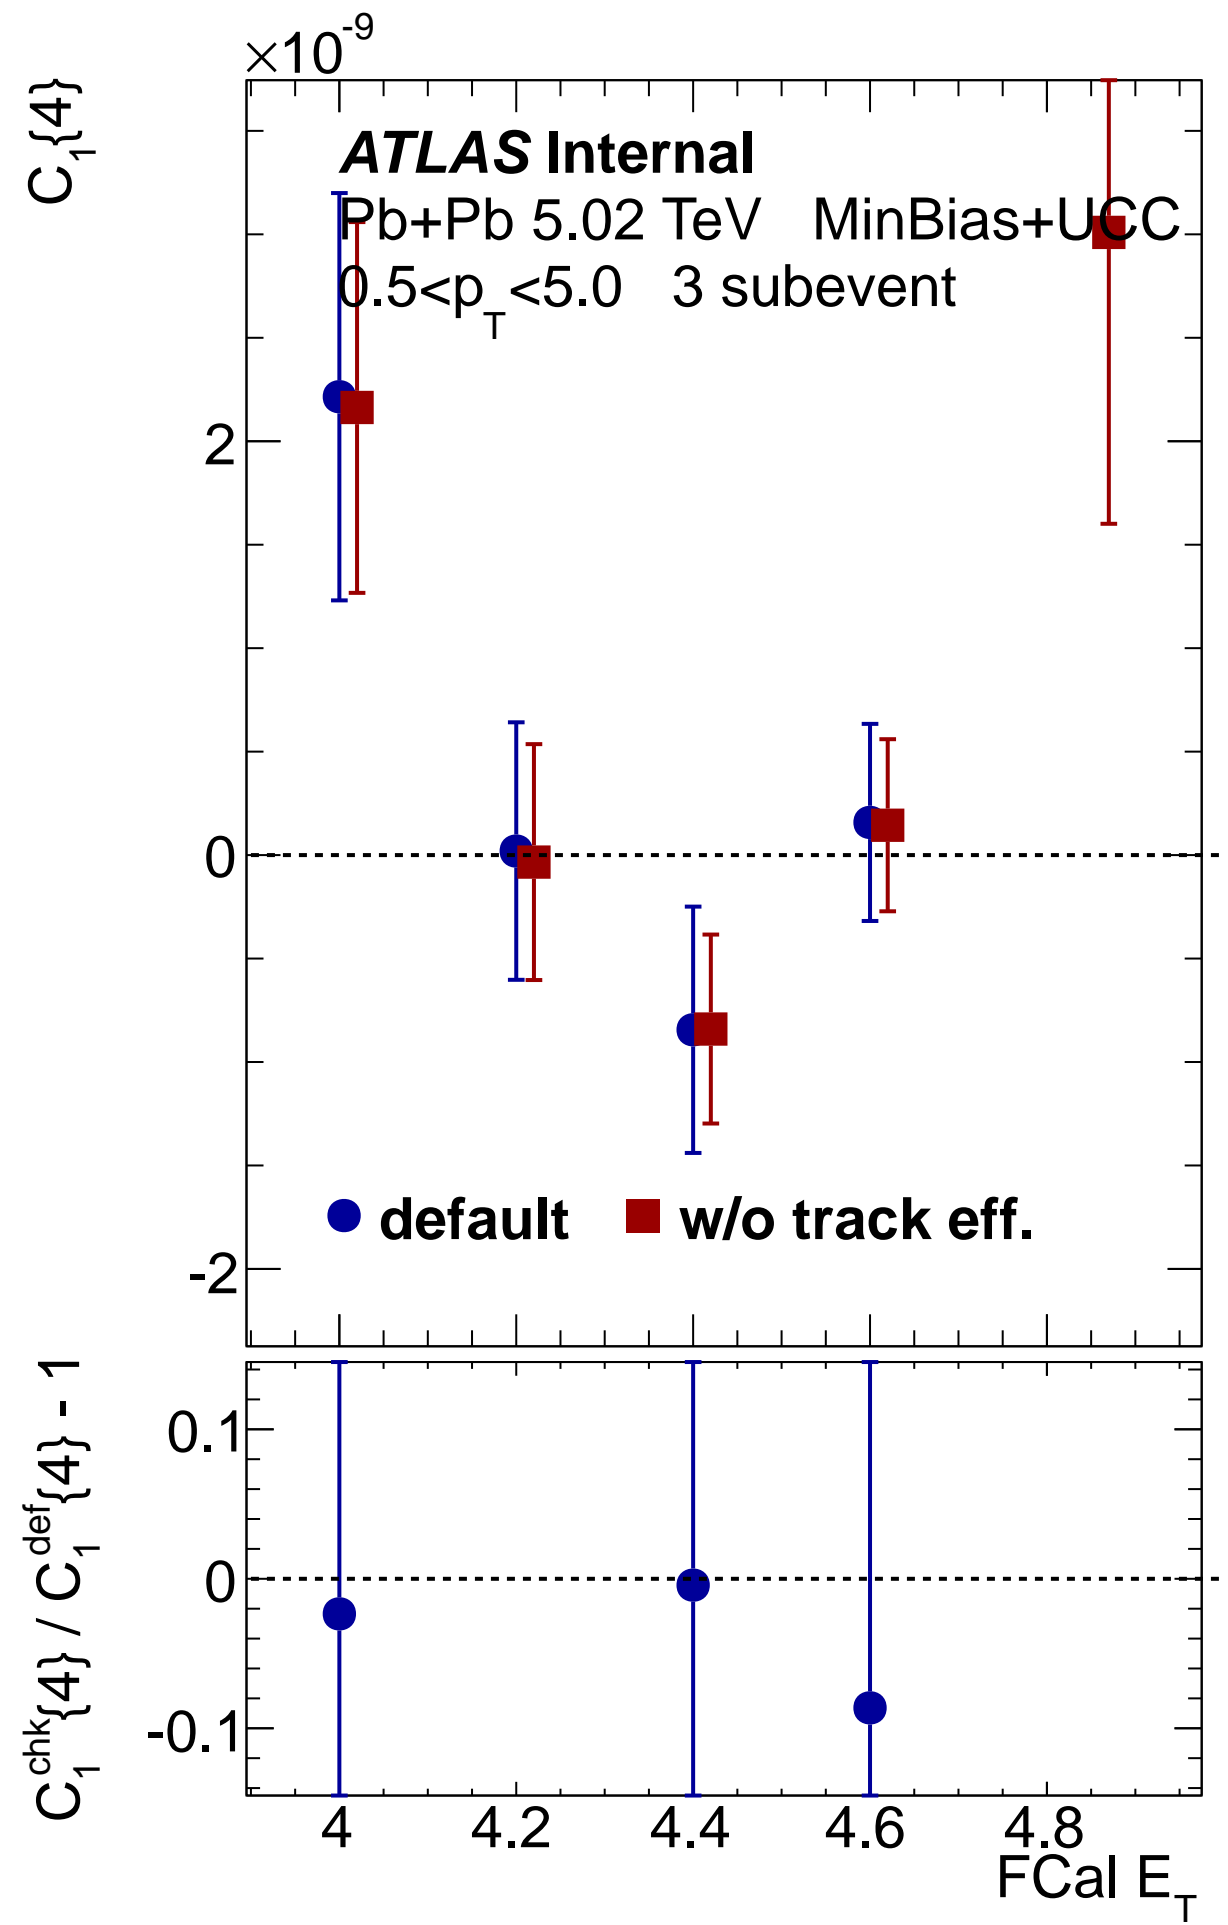 ×10^-9
C_1{4}
ATLAS Internal
Pb+Pb 5.02 TeV MinBias+UCC
0.5<p_T<5.0 3 subevent
2
0
-2
default
w/o track eff.
C_1^chk{4} / C_1^def{4} - 1
0.1
0
-0.1
4 4.2 4.4 4.6 4.8
FCal E_T